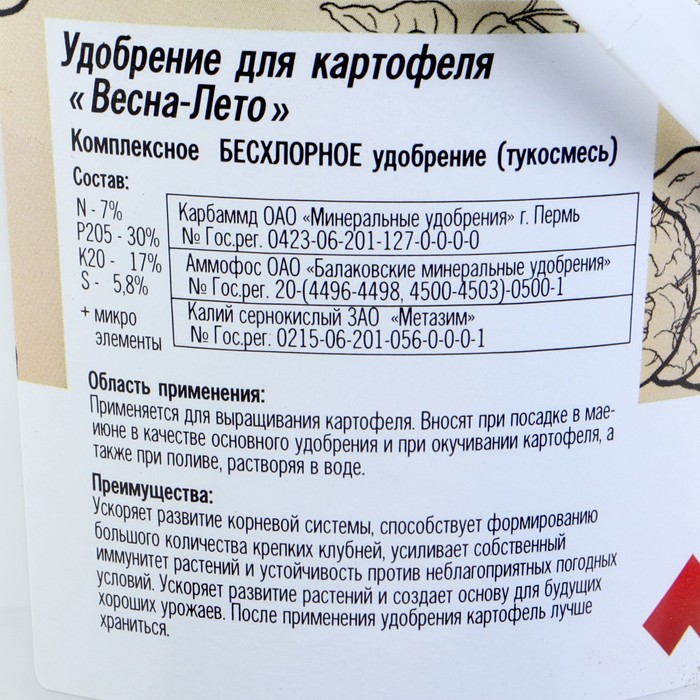 Удобрение для картофеля
«Весна-Лето»
Комплексное БЕСХЛОРНОЕ удобрение (тукосмесь)
Состав:
N - 7%
P205 - 30%
K20 - 17%
S - 5,8%
+ микро
элементы
Карбаммд ОАО «Минеральные удобрения» г. Пермь
№ Гос.рег. 0423-06-201-127-0-0-0-0
Аммофос ОАО «Балаковские минеральные удобрения»
№ Гос.рег. 20-(4496-4498, 4500-4503)-0500-1
Калий сернокислый ЗАО «Метазим»
№ Гос.рег. 0215-06-201-056-0-0-0-1
Область применения:
Применяется для выращивания картофеля. Вносят при посадке в мае-
июне в качестве основного удобрения и при окучивании картофеля, а
также при поливе, растворяя в воде.
Преимущества:
Ускоряет развитие корневой системы, способствует формированию
большого количества крепких клубней, усиливает собственный
иммунитет растений и устойчивость против неблагоприятных погодных
условий. Ускоряет развитие растений и создает основу для будущих
хороших урожаев. После применения удобрения картофель лучше
храниться.